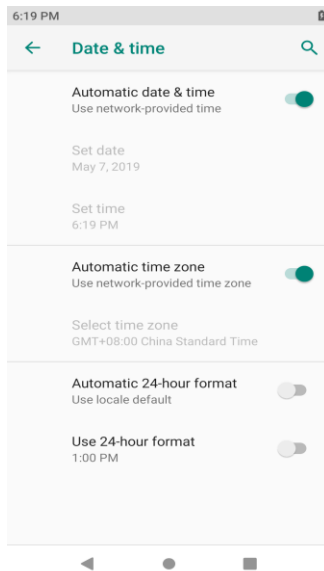 6:19 PM
Date & time
Automatic date & time
Use network-provided time
Set date
May 7, 2019
Set time
6:19 PM
Automatic time zone
Use network-provided time zone
Select time zone
GMT+08:00 China Standard Time
Automatic 24-hour format
Use locale default
Use 24-hour format
1:00 PM